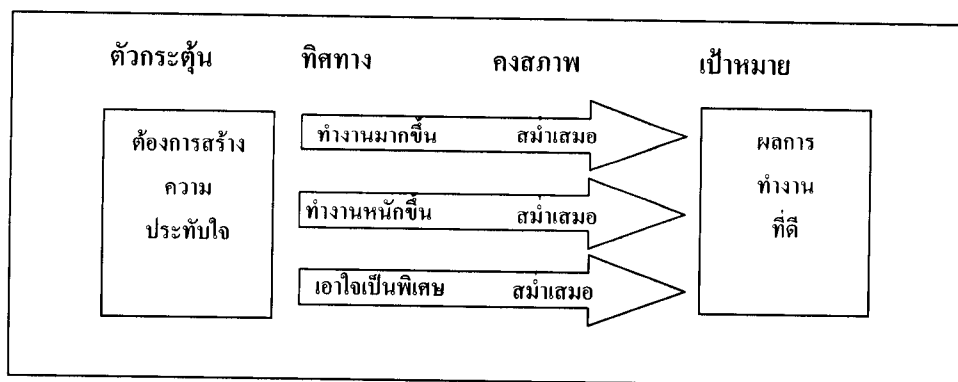 ตัวกระตุ้น ทิศทาง คงสภาพ เป้าหมาย
ต้องการสร้าง
ความ
ประทับใจ
ทำงานมากขึ้น สม่ำเสมอ
ทำงานหนักขึ้น สม่ำเสมอ
เอาใจเป็นพิเศษ สม่ำเสมอ
ผลการ
ทำงาน
ที่ดี